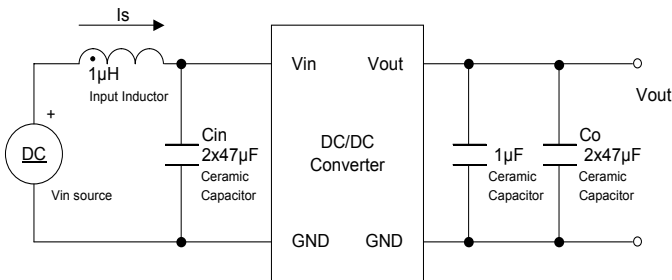 Is
1µH
Input Inductor
+
DC
Vin source
Cin
2x47µF
Ceramic
Capacitor
Vin
Vout
DC/DC
Converter
GND
GND
1µF
Ceramic
Capacitor
Co
2x47µF
Ceramic
Capacitor
Vout